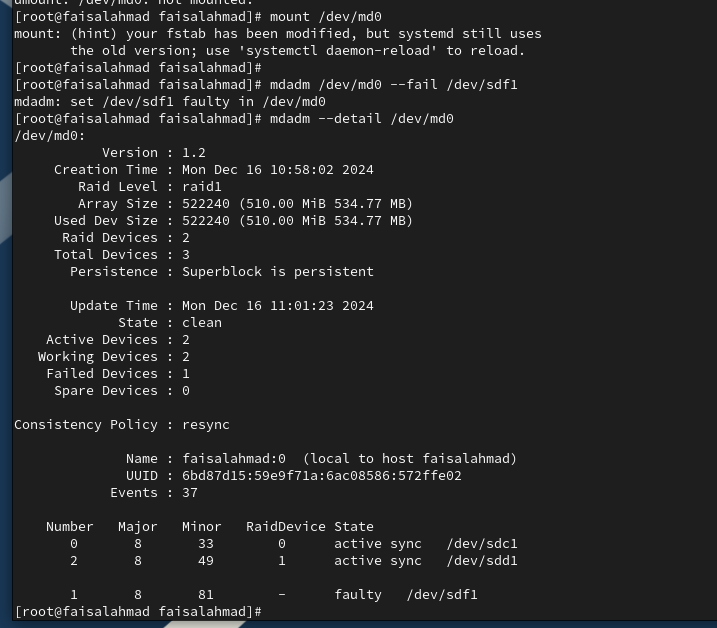 umount: /dev/md0: not mounted.
[root@faisalahmad faisalahmad]# mount /dev/md0
mount: (hint) your fstab has been modified, but systemd still uses
       the old version; use 'systemctl daemon-reload' to reload.
[root@faisalahmad faisalahmad]#
[root@faisalahmad faisalahmad]# mdadm /dev/md0 --fail /dev/sdf1
mdadm: set /dev/sdf1 faulty in /dev/md0
[root@faisalahmad faisalahmad]# mdadm --detail /dev/md0
/dev/md0:
           Version : 1.2
     Creation Time : Mon Dec 16 10:58:02 2024
        Raid Level : raid1
        Array Size : 522240 (510.00 MiB 534.77 MB)
     Used Dev Size : 522240 (510.00 MiB 534.77 MB)
      Raid Devices : 2
     Total Devices : 3
       Persistence : Superblock is persistent

       Update Time : Mon Dec 16 11:01:23 2024
             State : clean
    Active Devices : 2
   Working Devices : 2
    Failed Devices : 1
     Spare Devices : 0

Consistency Policy : resync

              Name : faisalahmad:0  (local to host faisalahmad)
              UUID : 6bd87d15:59e9f71a:6ac08586:572ffe02
            Events : 37

    Number   Major   Minor   RaidDevice State
       0       8       33        0      active sync   /dev/sdc1
       2       8       49        1      active sync   /dev/sdd1

       1       8       81        -      faulty   /dev/sdf1
[root@faisalahmad faisalahmad]#